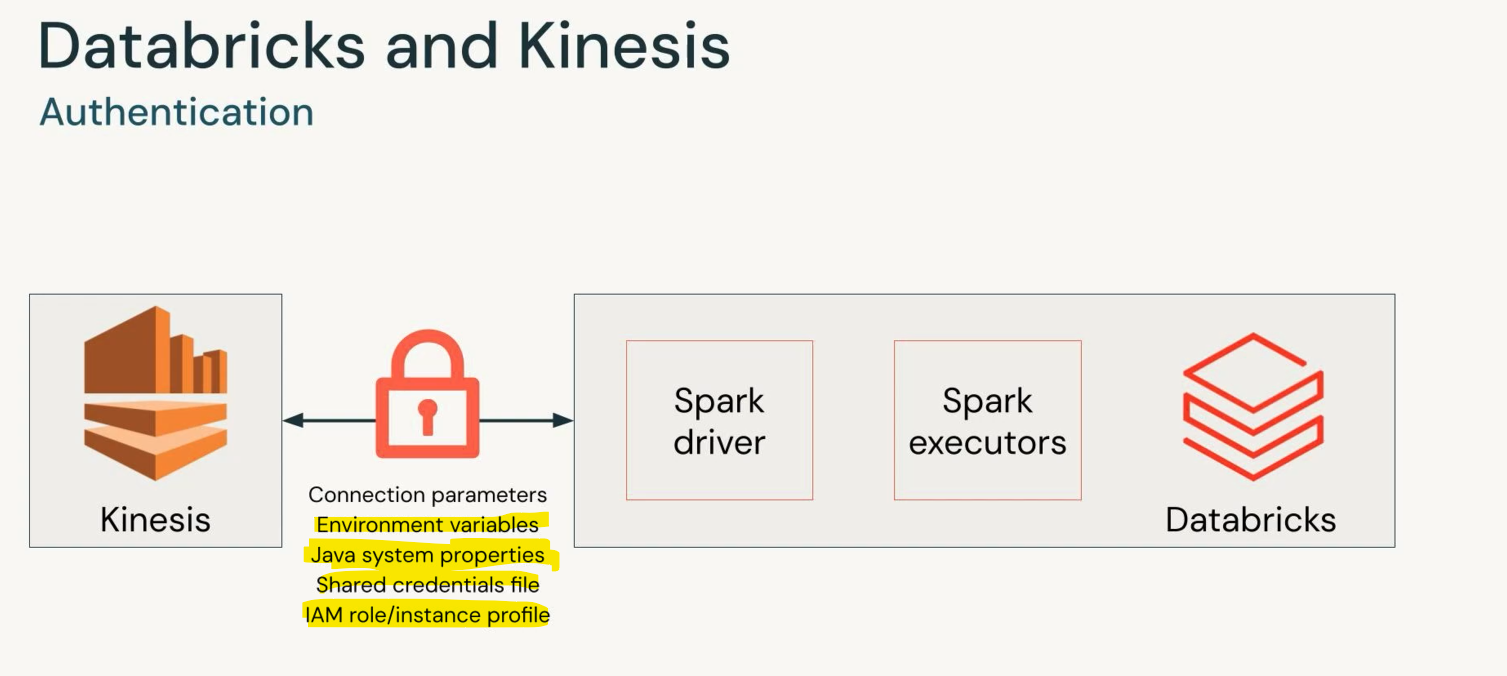 Databricks and Kinesis
Authentication
Kinesis
Connection parameters
Environment variables
Java system properties
Shared credentials file
IAM role/instance profile
Spark
driver
Spark
executors
Databricks